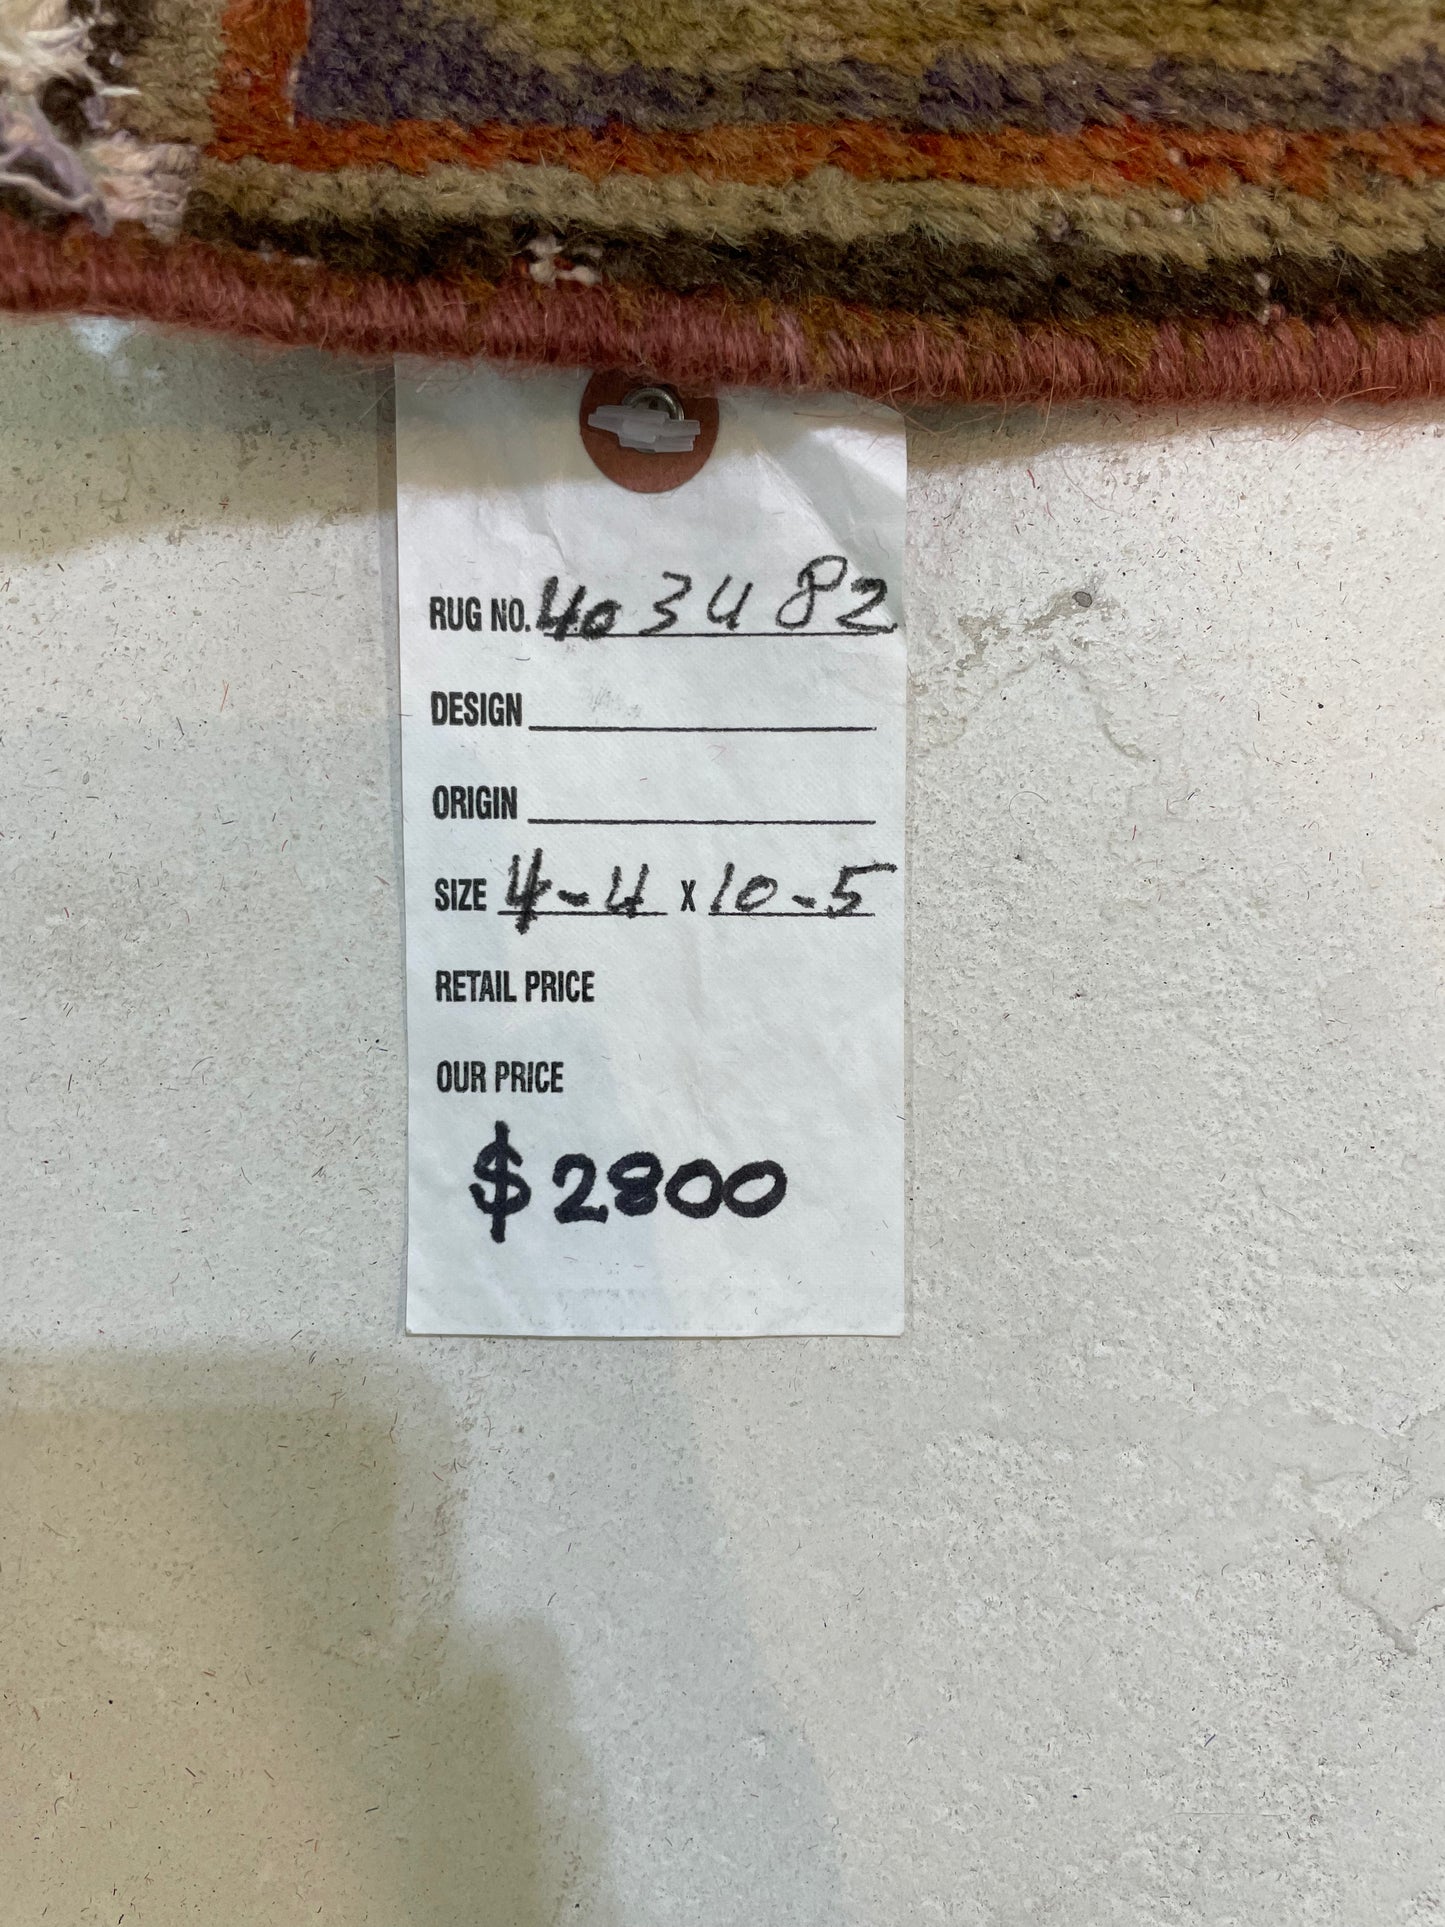 RUG NO. 403482
DESIGN
ORIGIN
SIZE 4-4 X 10-5
RETAIL PRICE
OUR PRICE
$2800